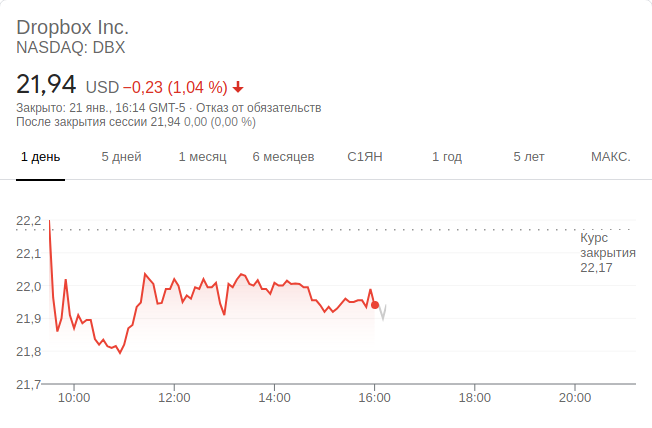 Dropbox Inc.
NASDAQ: DBX
21,94 USD −0,23 (1,04 %)
Закрыто: 21 янв., 16:14 GMT-5 · Отказ от обязательств
После закрытия сессии 21,94 0,00 (0,00 %)
1 день 5 дней 1 месяц 6 месяцев С1ЯН 1 год 5 лет МАКС.
22,2
Курс
закрытия
22,17
22,1
22,0
21,9
21,8
21,7
10:00 12:00 14:00 16:00 18:00 20:00